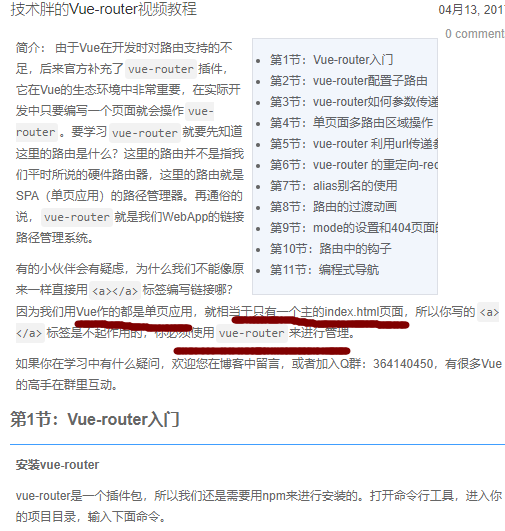 技术胖的Vue-router视频教程
04月13, 201
0 comment
简介： 由于Vue在开发时对路由支持的不
足，后来官方补充了 vue-router 插件，
它在Vue的生态环境中非常重要，在实际开
发中只要编写一个页面就会操作 vue-
router 。要学习 vue-router 就要先知道
这里的路由是什么？这里的路由并不是指我
们平时所说的硬件路由器，这里的路由就是
SPA（单页应用）的路径管理器。再通俗的
说， vue-router 就是我们WebApp的链接
路径管理系统。
第1节：Vue-router入门
第2节：vue-router配置子路由
第3节：vue-router如何参数传递
第4节：单页面多路由区域操作
第5节：vue-router 利用url传递参
第6节：vue-router 的重定向-red
第7节：alias别名的使用
第8节：路由的过渡动画
第9节：mode的设置和404页面的
第10节：路由中的钩子
第11节：编程式导航
有的小伙伴会有疑虑，为什么我们不能像原
来一样直接用 <a></a> 标签编写链接哪？
因为我们用Vue作的都是单页应用，就相当于只有一个主的index.html页面，所以你写的 <a>
</a> 标签是不起作用的，你必须使用 vue-router 来进行管理。
如果你在学习中有什么疑问，欢迎您在博客中留言，或者加入Q群：364140450，有很多Vue
的高手在群里互动。
第1节：Vue-router入门
安装vue-router
vue-router是一个插件包，所以我们还是需要用npm来进行安装的。打开命令行工具，进入你
的项目目录，输入下面命令。